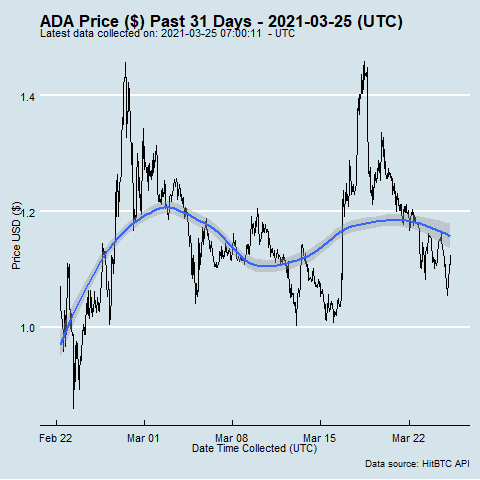 ADA Price ($) Past 31 Days - 2021-03-25 (UTC)
Latest data collected on: 2021-03-25 07:00:11 - UTC
1.4
1.2
1.0
Price USD ($)
Feb 22 Mar 01 Mar 08 Mar 15 Mar 22
Date Time Collected (UTC)
Data source: HitBTC API